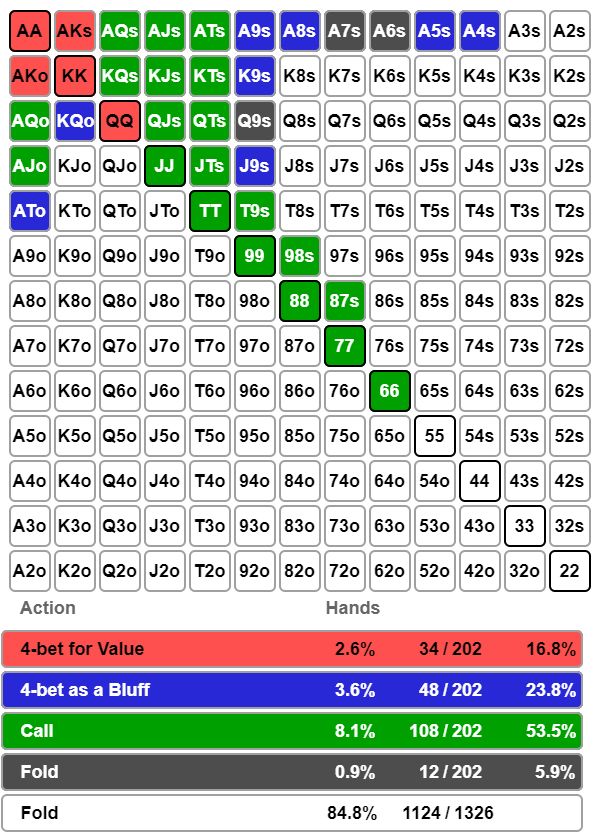 AA AKs AQs AJs ATs A9s A8s A7s A6s A5s A4s A3s A2s
AKo KK KQs KJs KTs K9s K8s K7s K6s K5s K4s K3s K2s
AQo KQo QQ QJs QTs Q9s Q8s Q7s Q6s Q5s Q4s Q3s Q2s
AJo KJo QJo JJ JTs J9s J8s J7s J6s J5s J4s J3s J2s
ATo KTo QTo JTo TT T9s T8s T7s T6s T5s T4s T3s T2s
A9o K9o Q9o J9o T9o 99 98s 97s 96s 95s 94s 93s 92s
A8o K8o Q8o J8o T8o 98o 88 87s 86s 85s 84s 83s 82s
A7o K7o Q7o J7o T7o 97o 87o 77 76s 75s 74s 73s 72s
A6o K6o Q6o J6o T6o 96o 86o 76o 66 65s 64s 63s 62s
A5o K5o Q5o J5o T5o 95o 85o 75o 65o 55 54s 53s 52s
A4o K4o Q4o J4o T4o 94o 84o 74o 64o 54o 44 43s 42s
A3o K3o Q3o J3o T3o 93o 83o 73o 63o 53o 43o 33 32s
A2o K2o Q2o J2o T2o 92o 82o 72o 62o 52o 42o 32o 22
Action Hands
4-bet for Value 2.6% 34 / 202 16.8%
4-bet as a Bluff 3.6% 48 / 202 23.8%
Call 8.1% 108 / 202 53.5%
Fold 0.9% 12 / 202 5.9%
Fold 84.8% 1124 / 1326